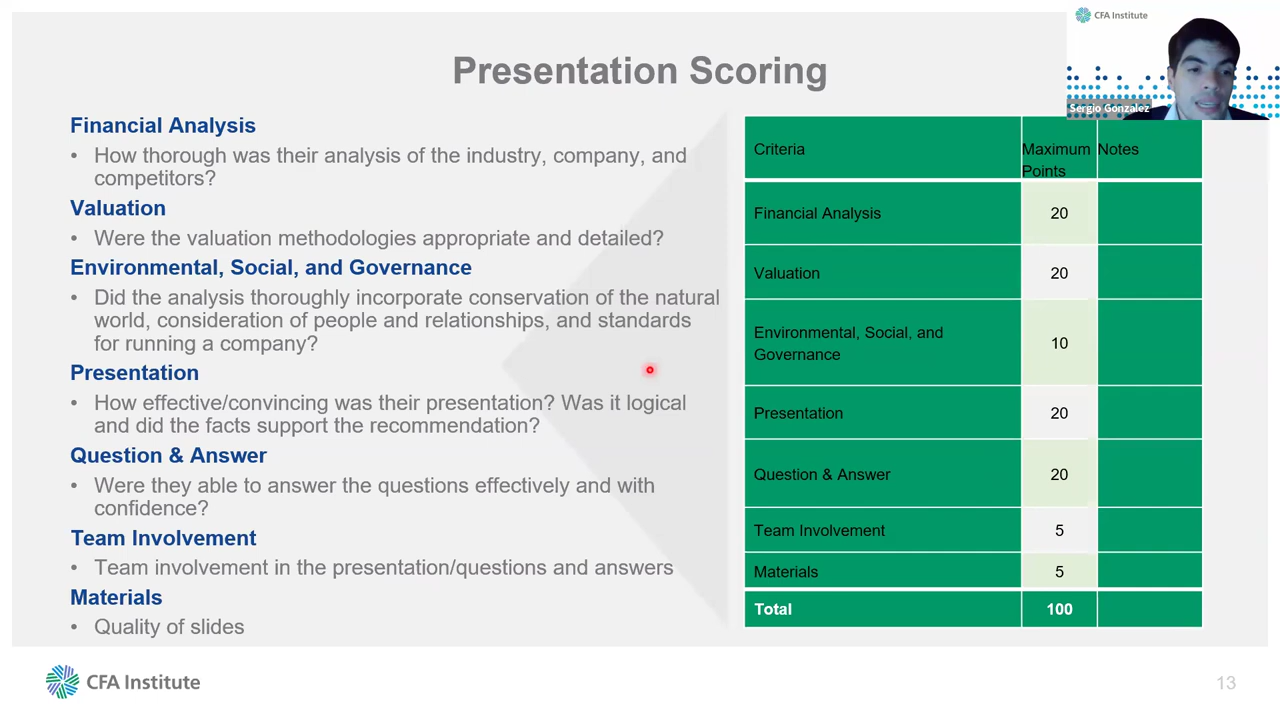 Presentation Scoring
CFA Institute
Sergio Gonzalez
Financial Analysis
• How thorough was their analysis of the industry, company, and
competitors?
Valuation
• Were the valuation methodologies appropriate and detailed?
Environmental, Social, and Governance
• Did the analysis thoroughly incorporate conservation of the natural
world, consideration of people and relationships, and standards
for running a company?
Presentation
• How effective/convincing was their presentation? Was it logical
and did the facts support the recommendation?
Question & Answer
• Were they able to answer the questions effectively and with
confidence?
Team Involvement
• Team involvement in the presentation/questions and answers
Materials
• Quality of slides
Criteria Maximum Notes
Points
Financial Analysis 20
Valuation 20
Environmental, Social, and
Governance 10
Presentation 20
Question & Answer 20
Team Involvement 5
Materials 5
Total 100
CFA Institute
13